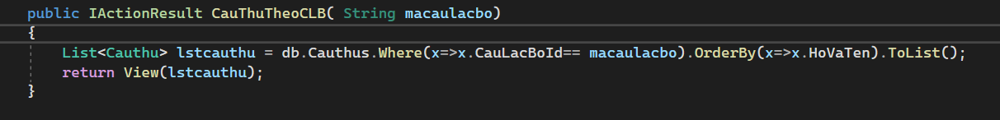 public IActionResult CauThuTheoCLB( String macaulacbo)
{
List<Cauthu> lstcauthu = db.Cauthus.Where(x=>x.CauLacBoId== macaulacbo).OrderBy(x=>x.HoVaTen).ToList();
return View(lstcauthu);
}